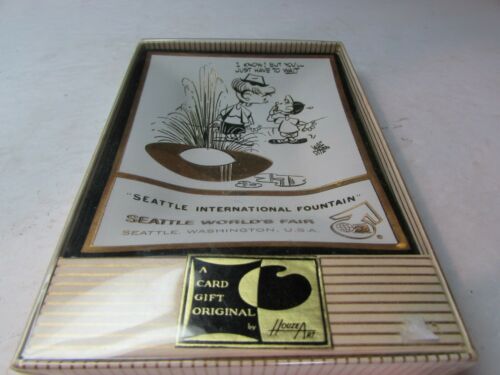 I KNOW! BUT YOU'LL
JUST HAVE TO WAIT
"SEATTLE INTERNATIONAL FOUNTAIN"
SEATTLE WORLD'S FAIR
SEATTLE, WASHINGTON, U.S.A.
®
A
CARD
GIFT
ORIGINAL
by HOUZE ART